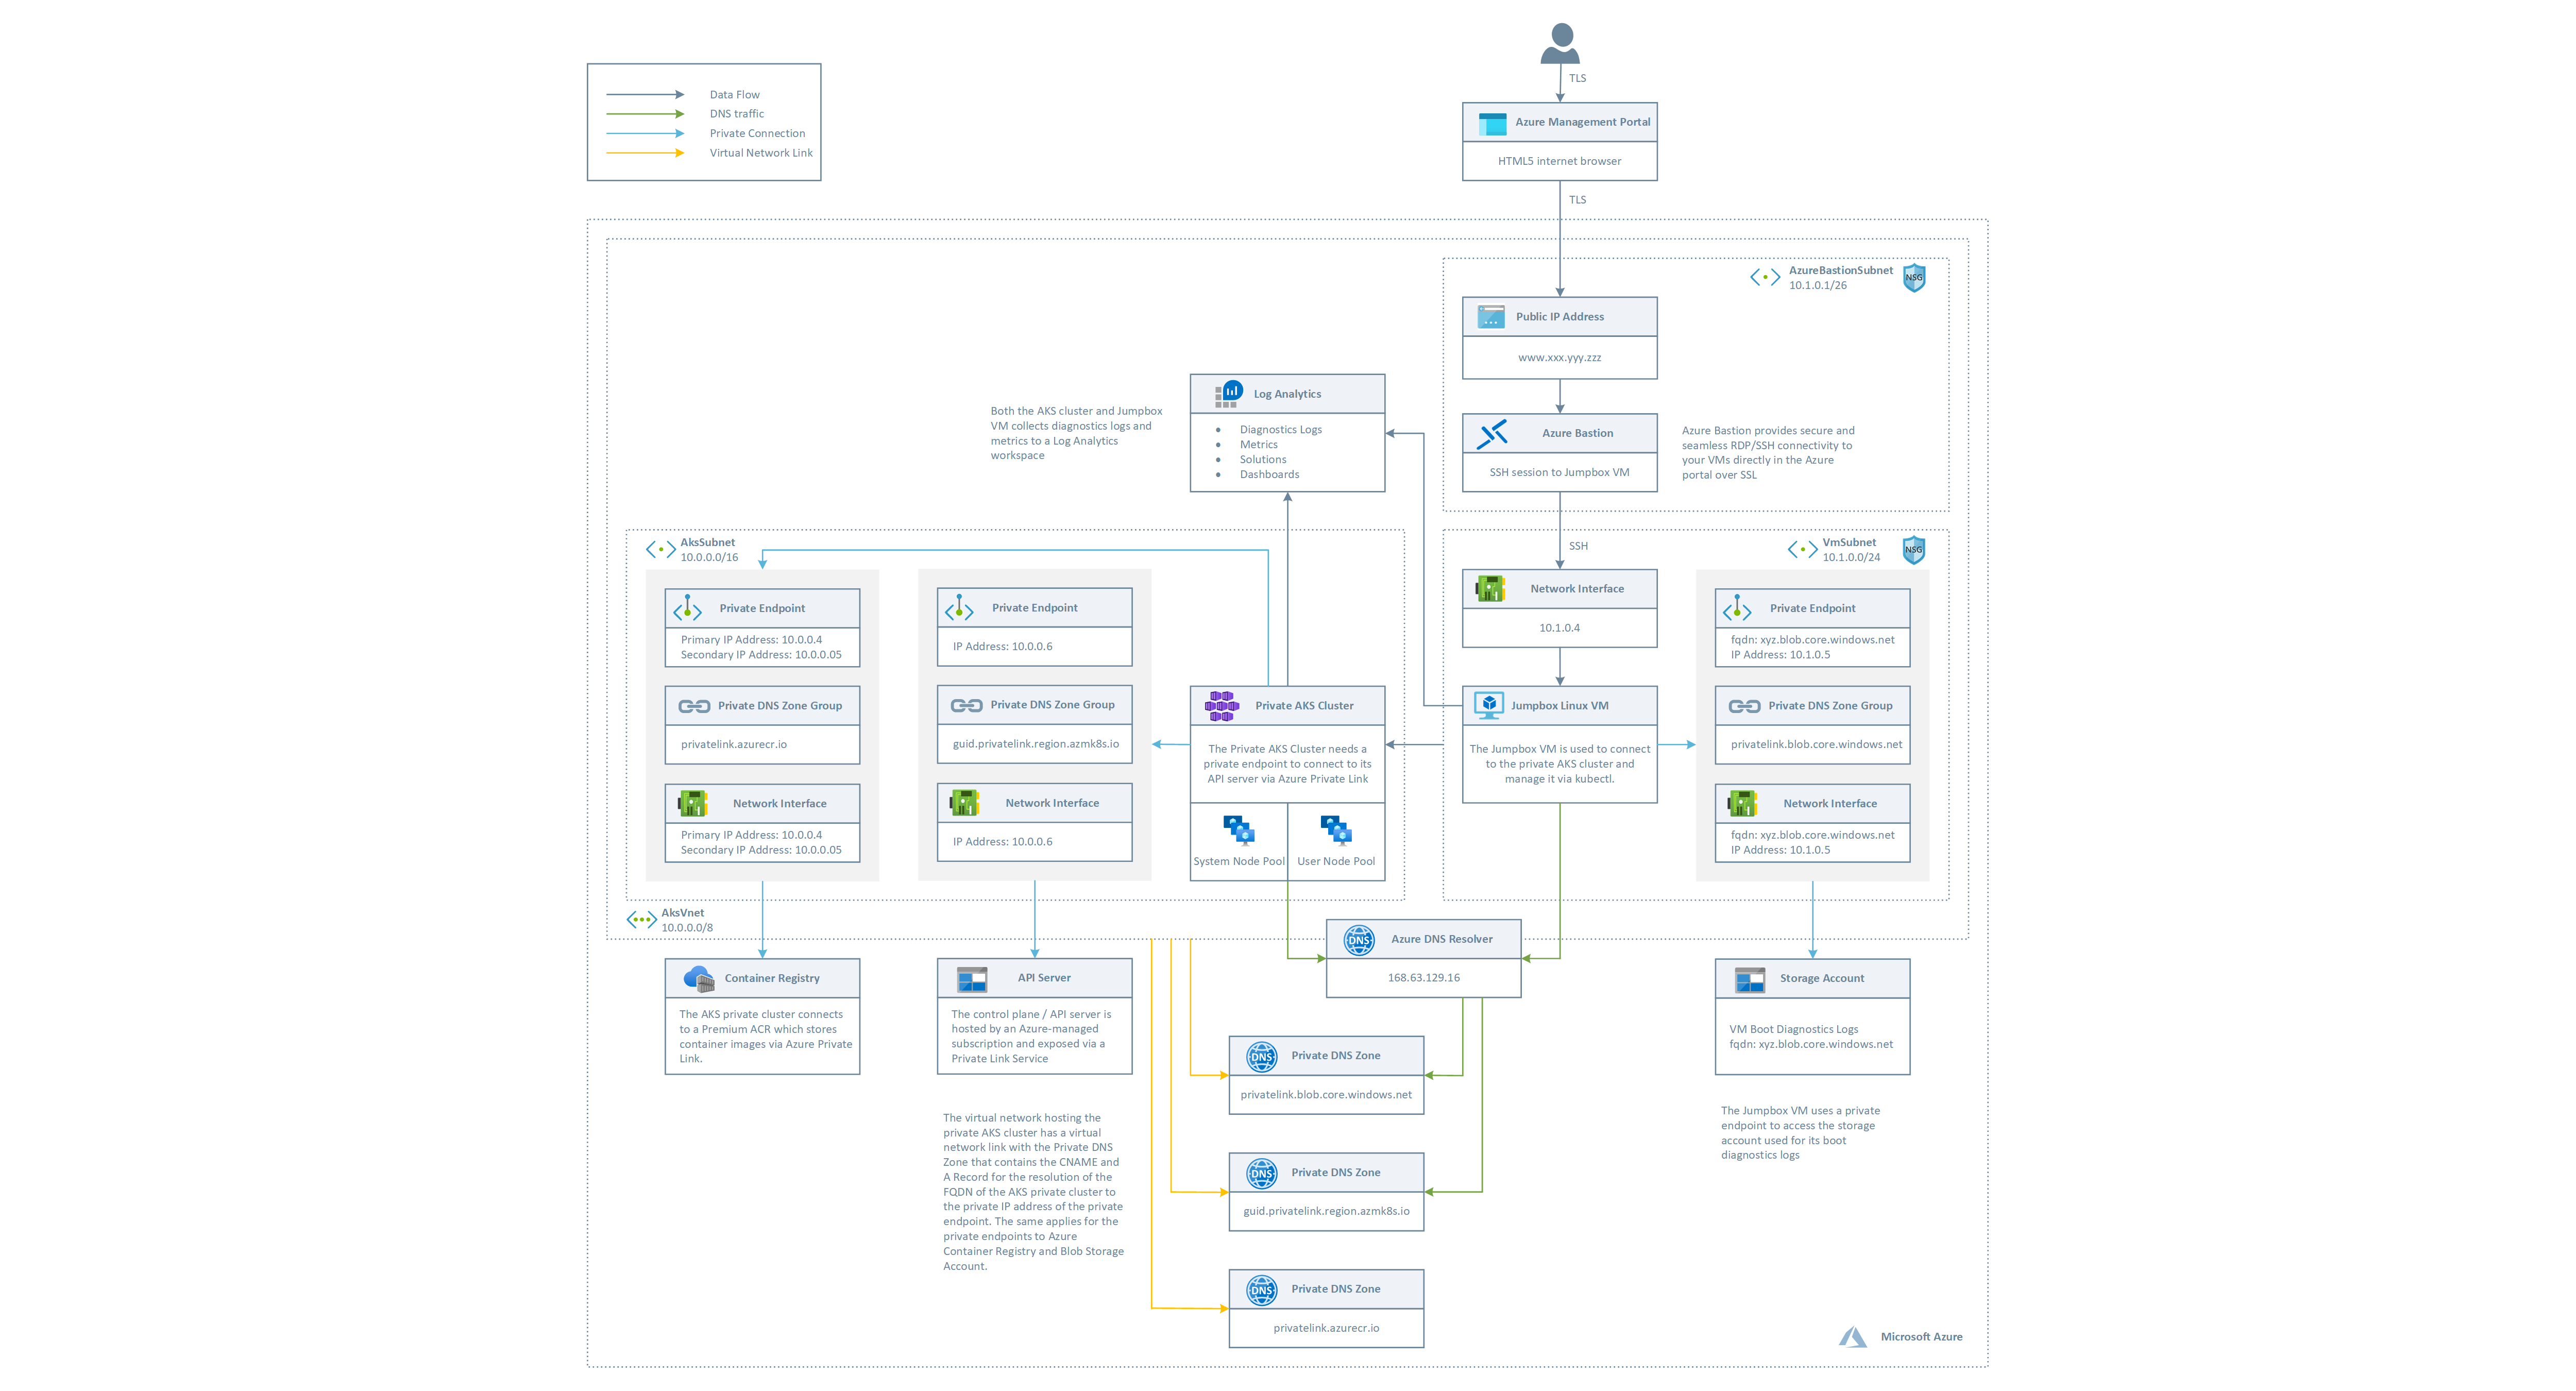 TLS
Data Flow
DNS traffic
Private Connection
Virtual Network Link
Azure Management Portal
HTML5 internet browser
TLS
AzureBastionSubnet
10.1.0.1/26
NSG
Public IP Address
www.xxx.yyy.zzz
Both the AKS cluster and Jumpbox
VM collects diagnostics logs and
metrics to a Log Analytics
workspace
Log Analytics
• Diagnostics Logs
• Metrics
• Solutions
• Dashboards
Azure Bastion
SSH session to Jumpbox VM
Azure Bastion provides secure and
seamless RDP/SSH connectivity to
your VMs directly in the Azure
portal over SSL
AksSubnet
10.0.0.0/16
SSH
VmSubnet
10.1.0.0/24
NSG
Private Endpoint
Primary IP Address: 10.0.0.4
Secondary IP Address: 10.0.0.05
Private DNS Zone Group
privatelink.azurecr.io
Network Interface
Primary IP Address: 10.0.0.4
Secondary IP Address: 10.0.0.05
Private Endpoint
IP Address: 10.0.0.6
Private DNS Zone Group
guid.privatelink.region.azmk8s.io
Network Interface
IP Address: 10.0.0.6
Private AKS Cluster
The Private AKS Cluster needs a
private endpoint to connect to its
API server via Azure Private Link
System Node Pool
User Node Pool
Network Interface
10.1.0.4
Jumpbox Linux VM
The Jumpbox VM is used to connect
to the private AKS cluster and
manage it via kubectl.
Private Endpoint
fqdn: xyz.blob.core.windows.net
IP Address: 10.1.0.5
Private DNS Zone Group
privatelink.blob.core.windows.net
Network Interface
fqdn: xyz.blob.core.windows.net
IP Address: 10.1.0.5
AksVnet
10.0.0.0/8
Container Registry
The AKS private cluster connects
to a Premium ACR which stores
container images via Azure Private
Link.
API Server
The control plane / API server is
hosted by an Azure-managed
subscription and exposed via a
Private Link Service
DNS
Azure DNS Resolver
168.63.129.16
Storage Account
VM Boot Diagnostics Logs
fqdn: xyz.blob.core.windows.net
The virtual network hosting the
private AKS cluster has a virtual
network link with the Private DNS
Zone that contains the CNAME and
A Record for the resolution of the
FQDN of the AKS private cluster to
the private IP address of the private
endpoint. The same applies for the
private endpoints to Azure
Container Registry and Blob Storage
Account.
DNS
Private DNS Zone
privatelink.blob.core.windows.net
DNS
Private DNS Zone
guid.privatelink.region.azmk8s.io
DNS
Private DNS Zone
privatelink.azurecr.io
The Jumpbox VM uses a private
endpoint to access the storage
account used for its boot
diagnostics logs
Microsoft Azure